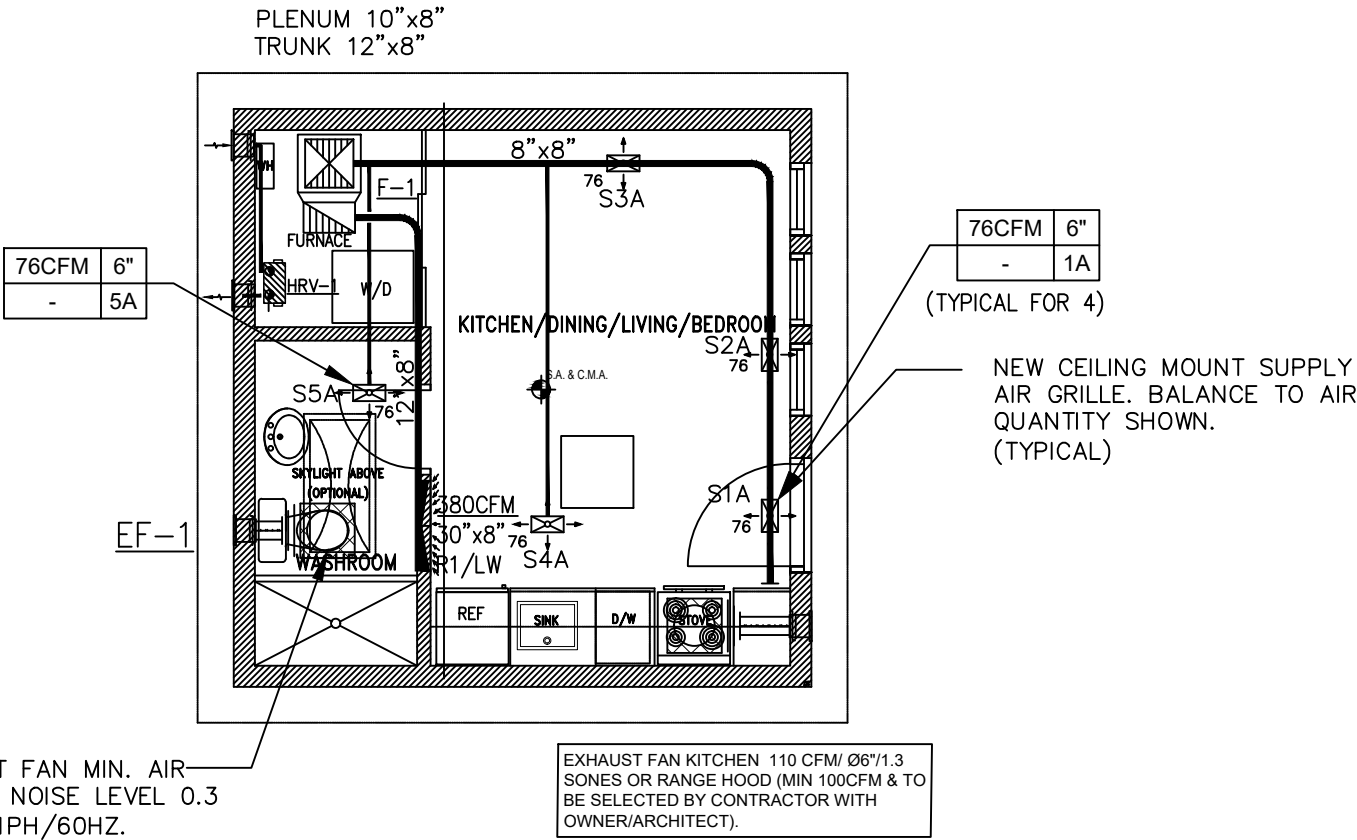 PLENUM 10”x8”
TRUNK 12”x8”
8”x8”
WH
76
S3A
F-1
FURNACE
76CFM 6"
- 5A
HRV-1
W/D
76CFM 6"
- 1A
(TYPICAL FOR 4)
KITCHEN/DINING/LIVING/BEDROOM
S2A
76
S.A. & C.M.A.
12”x8”
S5A
76
NEW CEILING MOUNT SUPPLY
AIR GRILLE. BALANCE TO AIR
QUANTITY SHOWN.
(TYPICAL)
SKYLIGHT ABOVE
(OPTIONAL)
380CFM
30”x8”
R1/LW
S1A
76
76
S4A
EF-1
WASHROOM
REF
SINK
D/W
STOVE
T FAN MIN. AIR
NOISE LEVEL 0.3
1PH/60HZ.
EXHAUST FAN KITCHEN 110 CFM/ Ø6"/1.3
SONES OR RANGE HOOD (MIN 100CFM & TO
BE SELECTED BY CONTRACTOR WITH
OWNER/ARCHITECT).